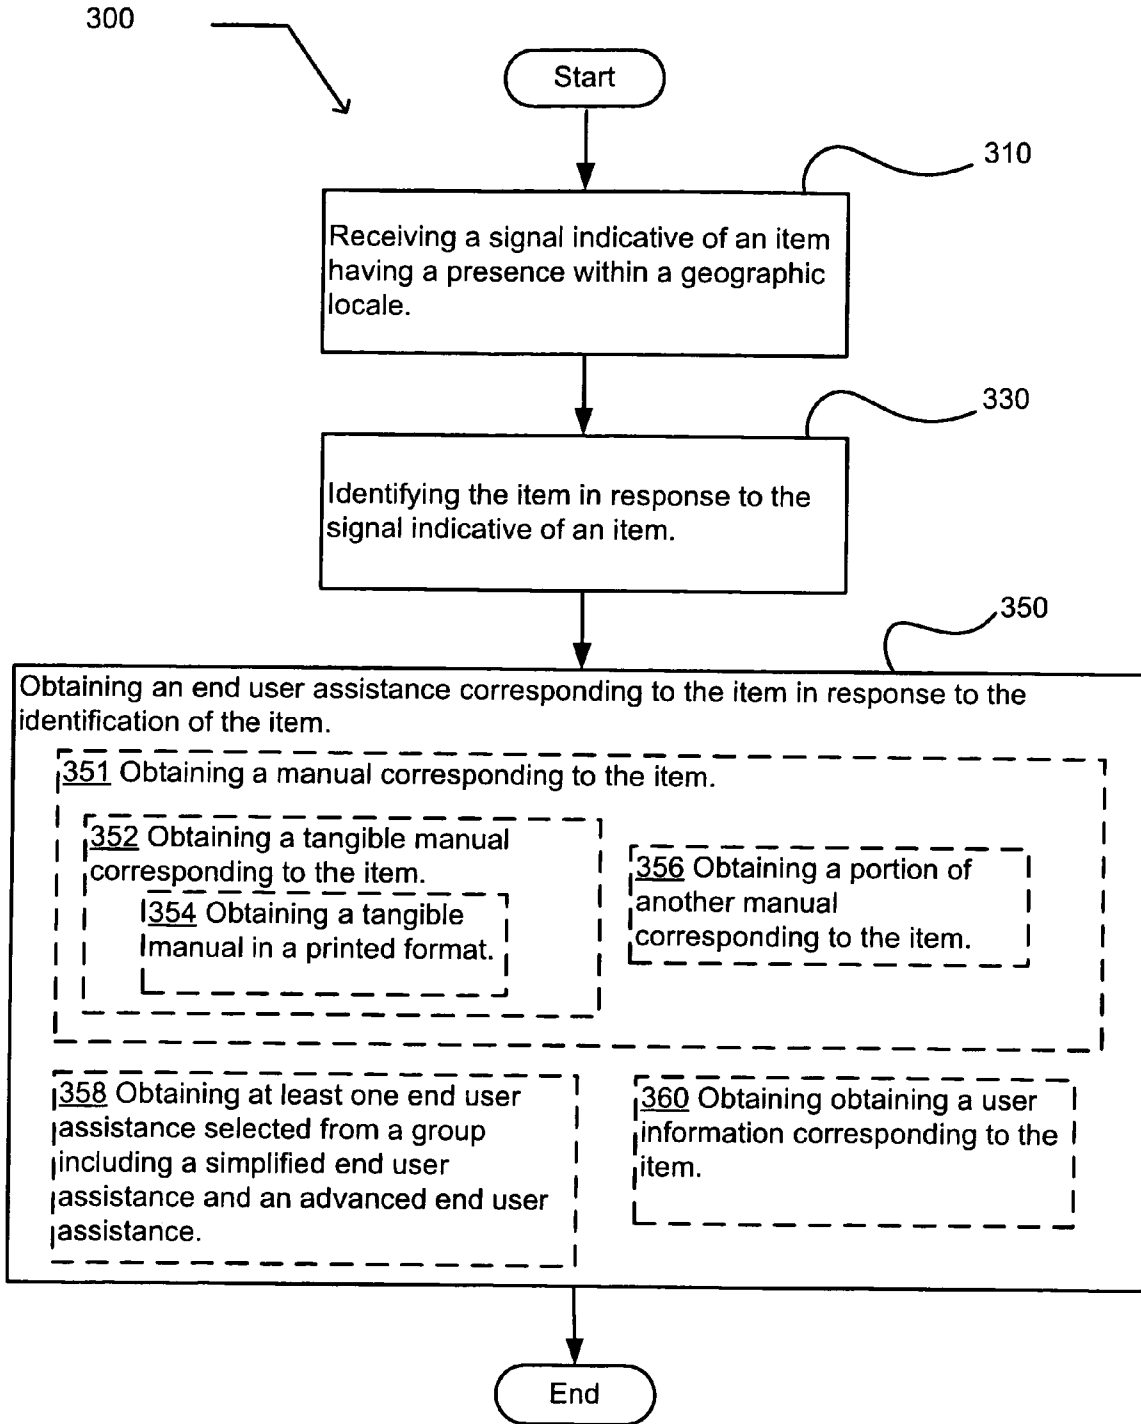 300
Start
310
Receiving a signal indicative of an item
having a presence within a geographic
locale.
330
Identifying the item in response to the
signal indicative of an item.
350
Obtaining an end user assistance corresponding to the item in response to the
identification of the item.
351 Obtaining a manual corresponding to the item.
352 Obtaining a tangible manual
corresponding to the item.
354 Obtaining a tangible
manual in a printed format.
356 Obtaining a portion of
another manual
corresponding to the item.
358 Obtaining at least one end user
assistance selected from a group
including a simplified end user
assistance and an advanced end user
assistance.
360 Obtaining obtaining a user
information corresponding to the
item.
End